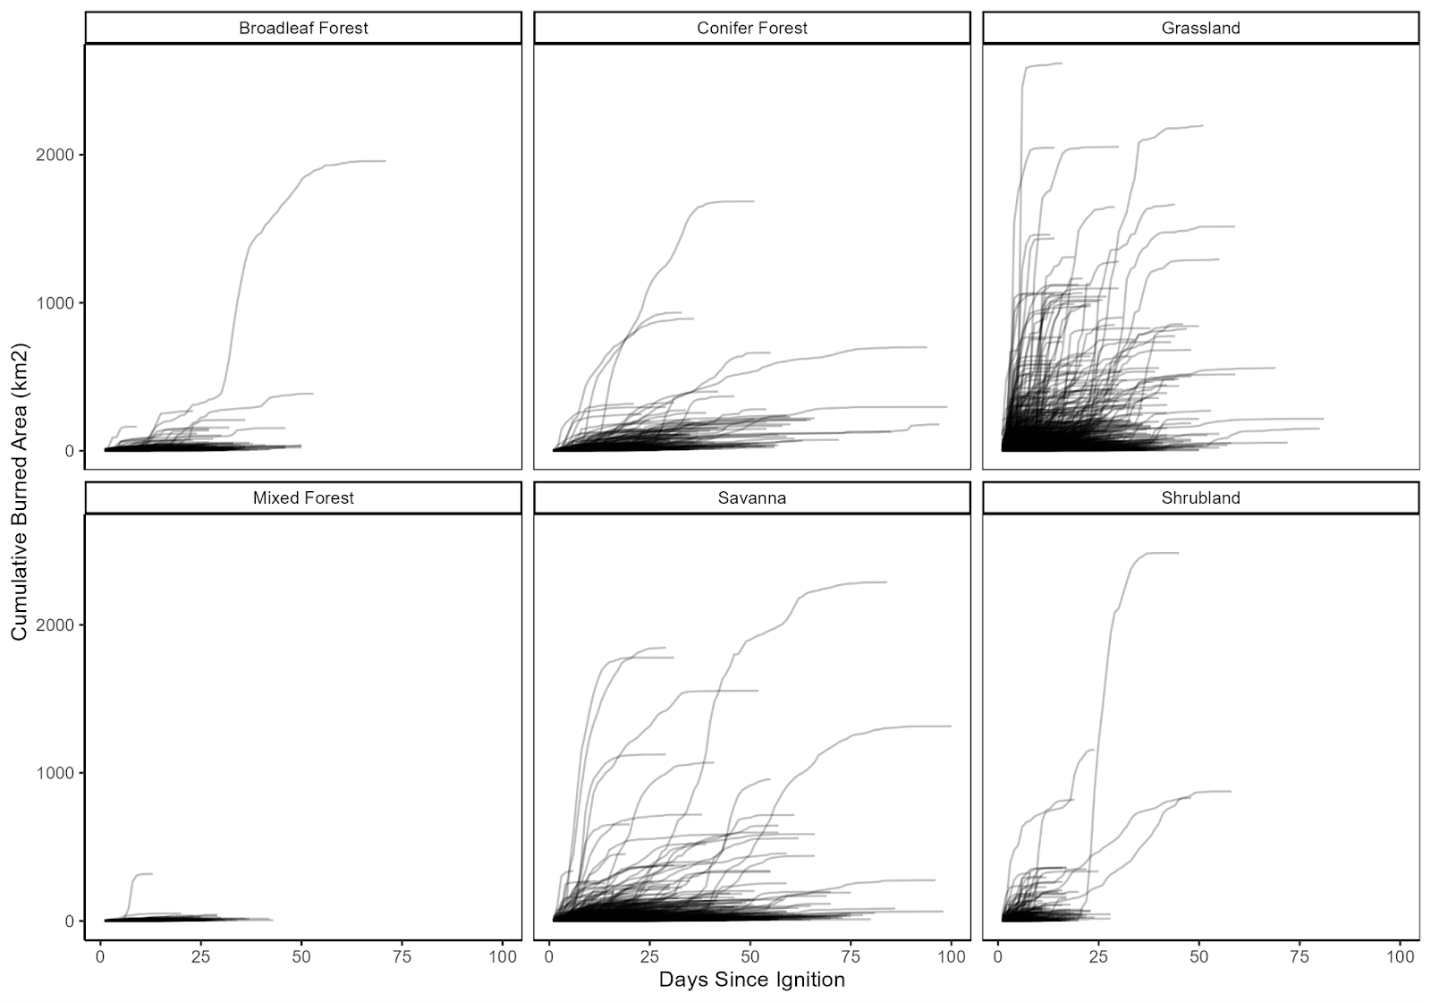 Broadleaf Forest
Conifer Forest
Grassland
2000
1000
0
Mixed Forest
Savanna
Shrubland
2000
1000
0
0 25 50 75 100
0 25 50 75 100
0 25 50 75 100
Days Since Ignition
Cumulative Burned Area (km2)